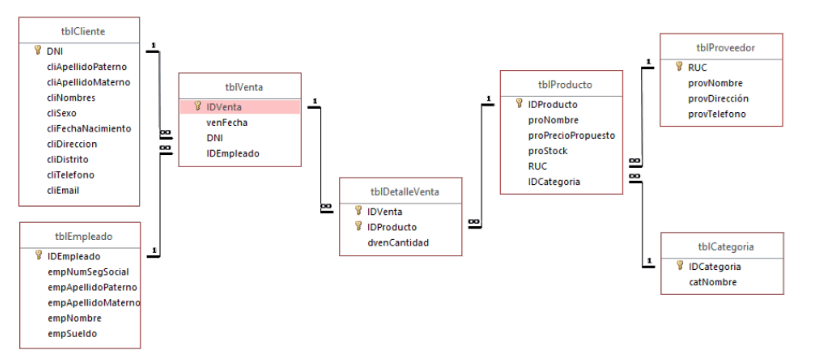 tblCliente
DNI
cliApellidoPaterno
cliApellidoMaterno
cliNombres
cliSexo
cliFechaNacimiento
cliDireccion
cliDistrito
cliTelefono
cliEmail
tblEmpleado
IDEmpleado
empNumSegSocial
empApellidoPaterno
empApellidoMaterno
empNombre
empSueldo
1
∞
∞
1
tblVenta
IDVenta
venFecha
DNI
IDEmpleado
1
∞
tblDetalleVenta
IDVenta
IDProducto
dvenCantidad
1
∞
tblProducto
IDProducto
proNombre
proPrecioPropuesto
proStock
RUC
IDCategoria
1
∞
∞
1
tblProveedor
RUC
provNombre
provDirección
provTelefono
tblCategoria
IDCategoria
catNombre